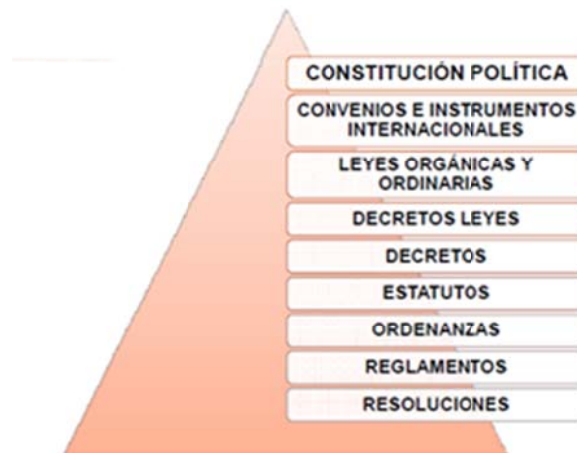 CONSTITUCIÓN POLÍTICA
CONVENIOS E INSTRUMENTOS
INTERNACIONALES
LEYES ORGÁNICAS Y
ORDINARIAS
DECRETOS LEYES
DECRETOS
ESTATUTOS
ORDENANZAS
REGLAMENTOS
RESOLUCIONES